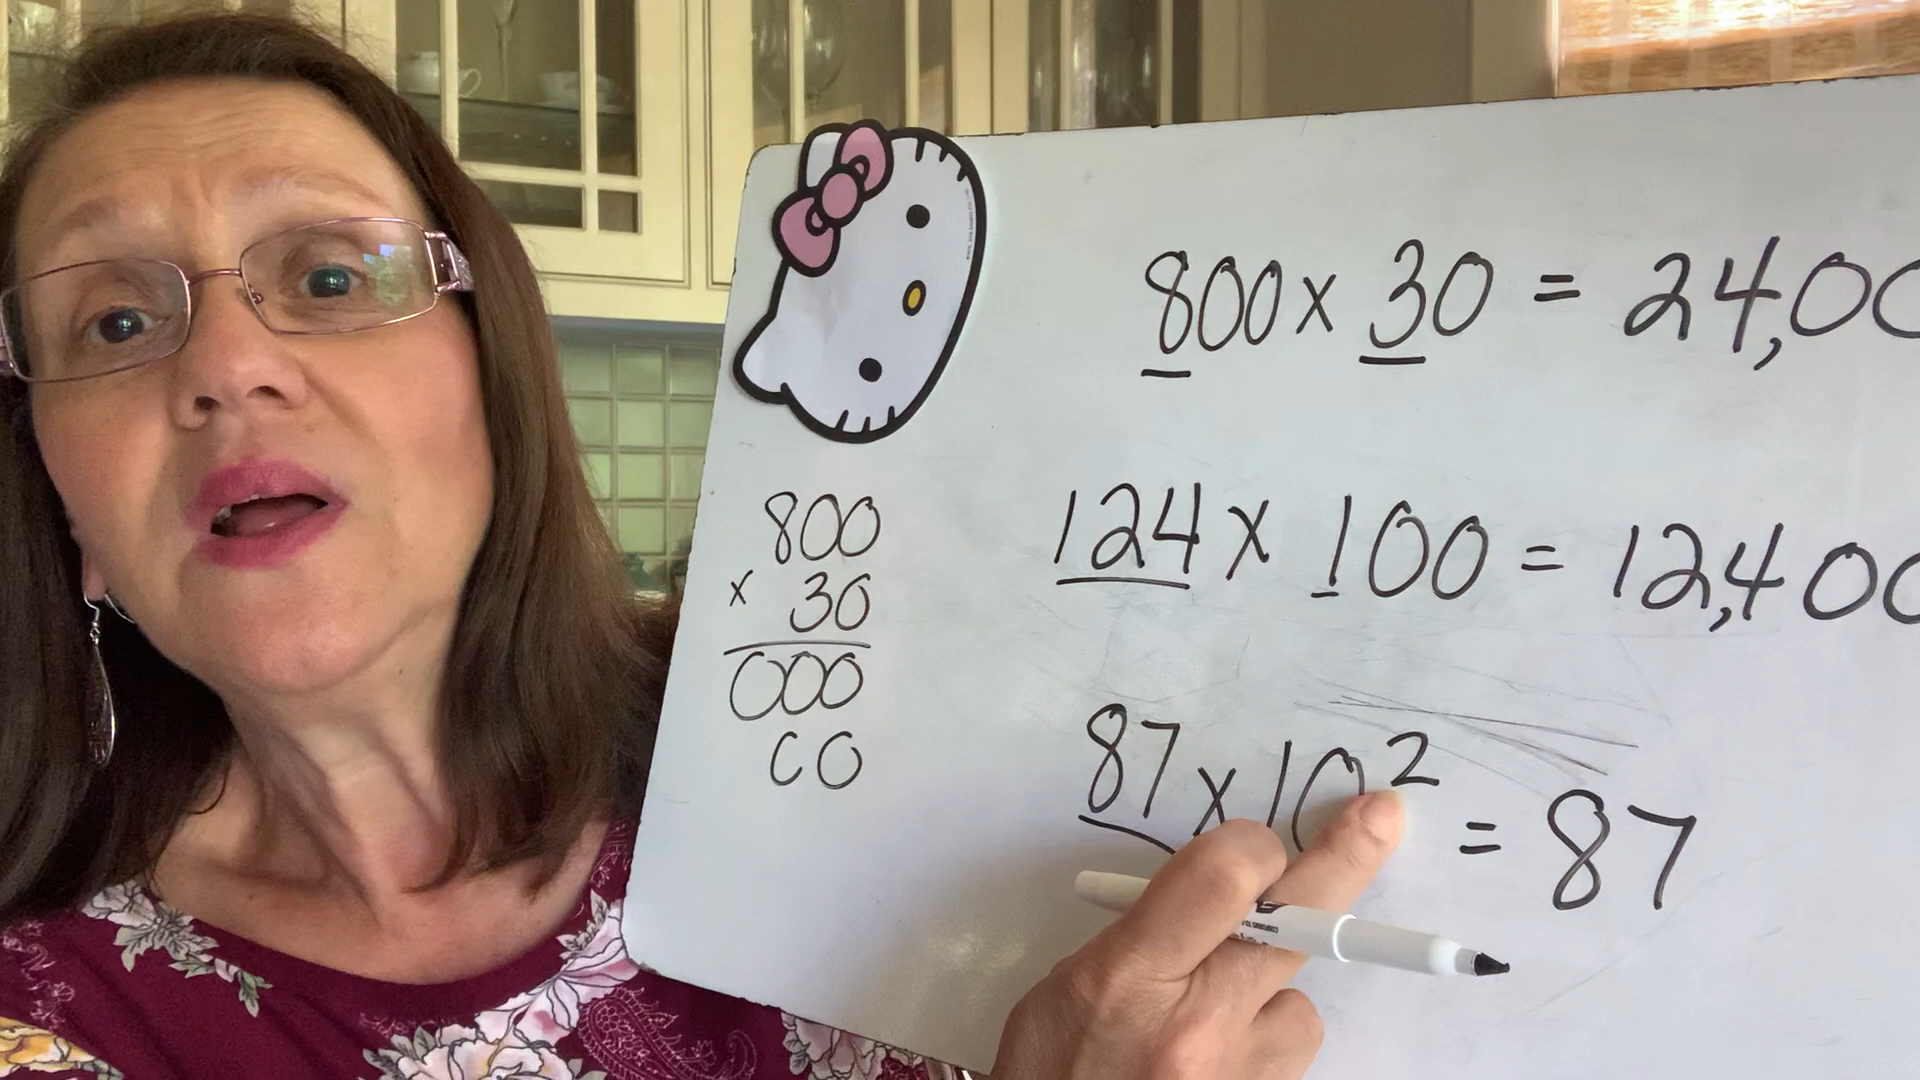 800 x 30 = 24,00
124 x 100 = 12,400
87 x 10² = 87
800
x 30
000
00